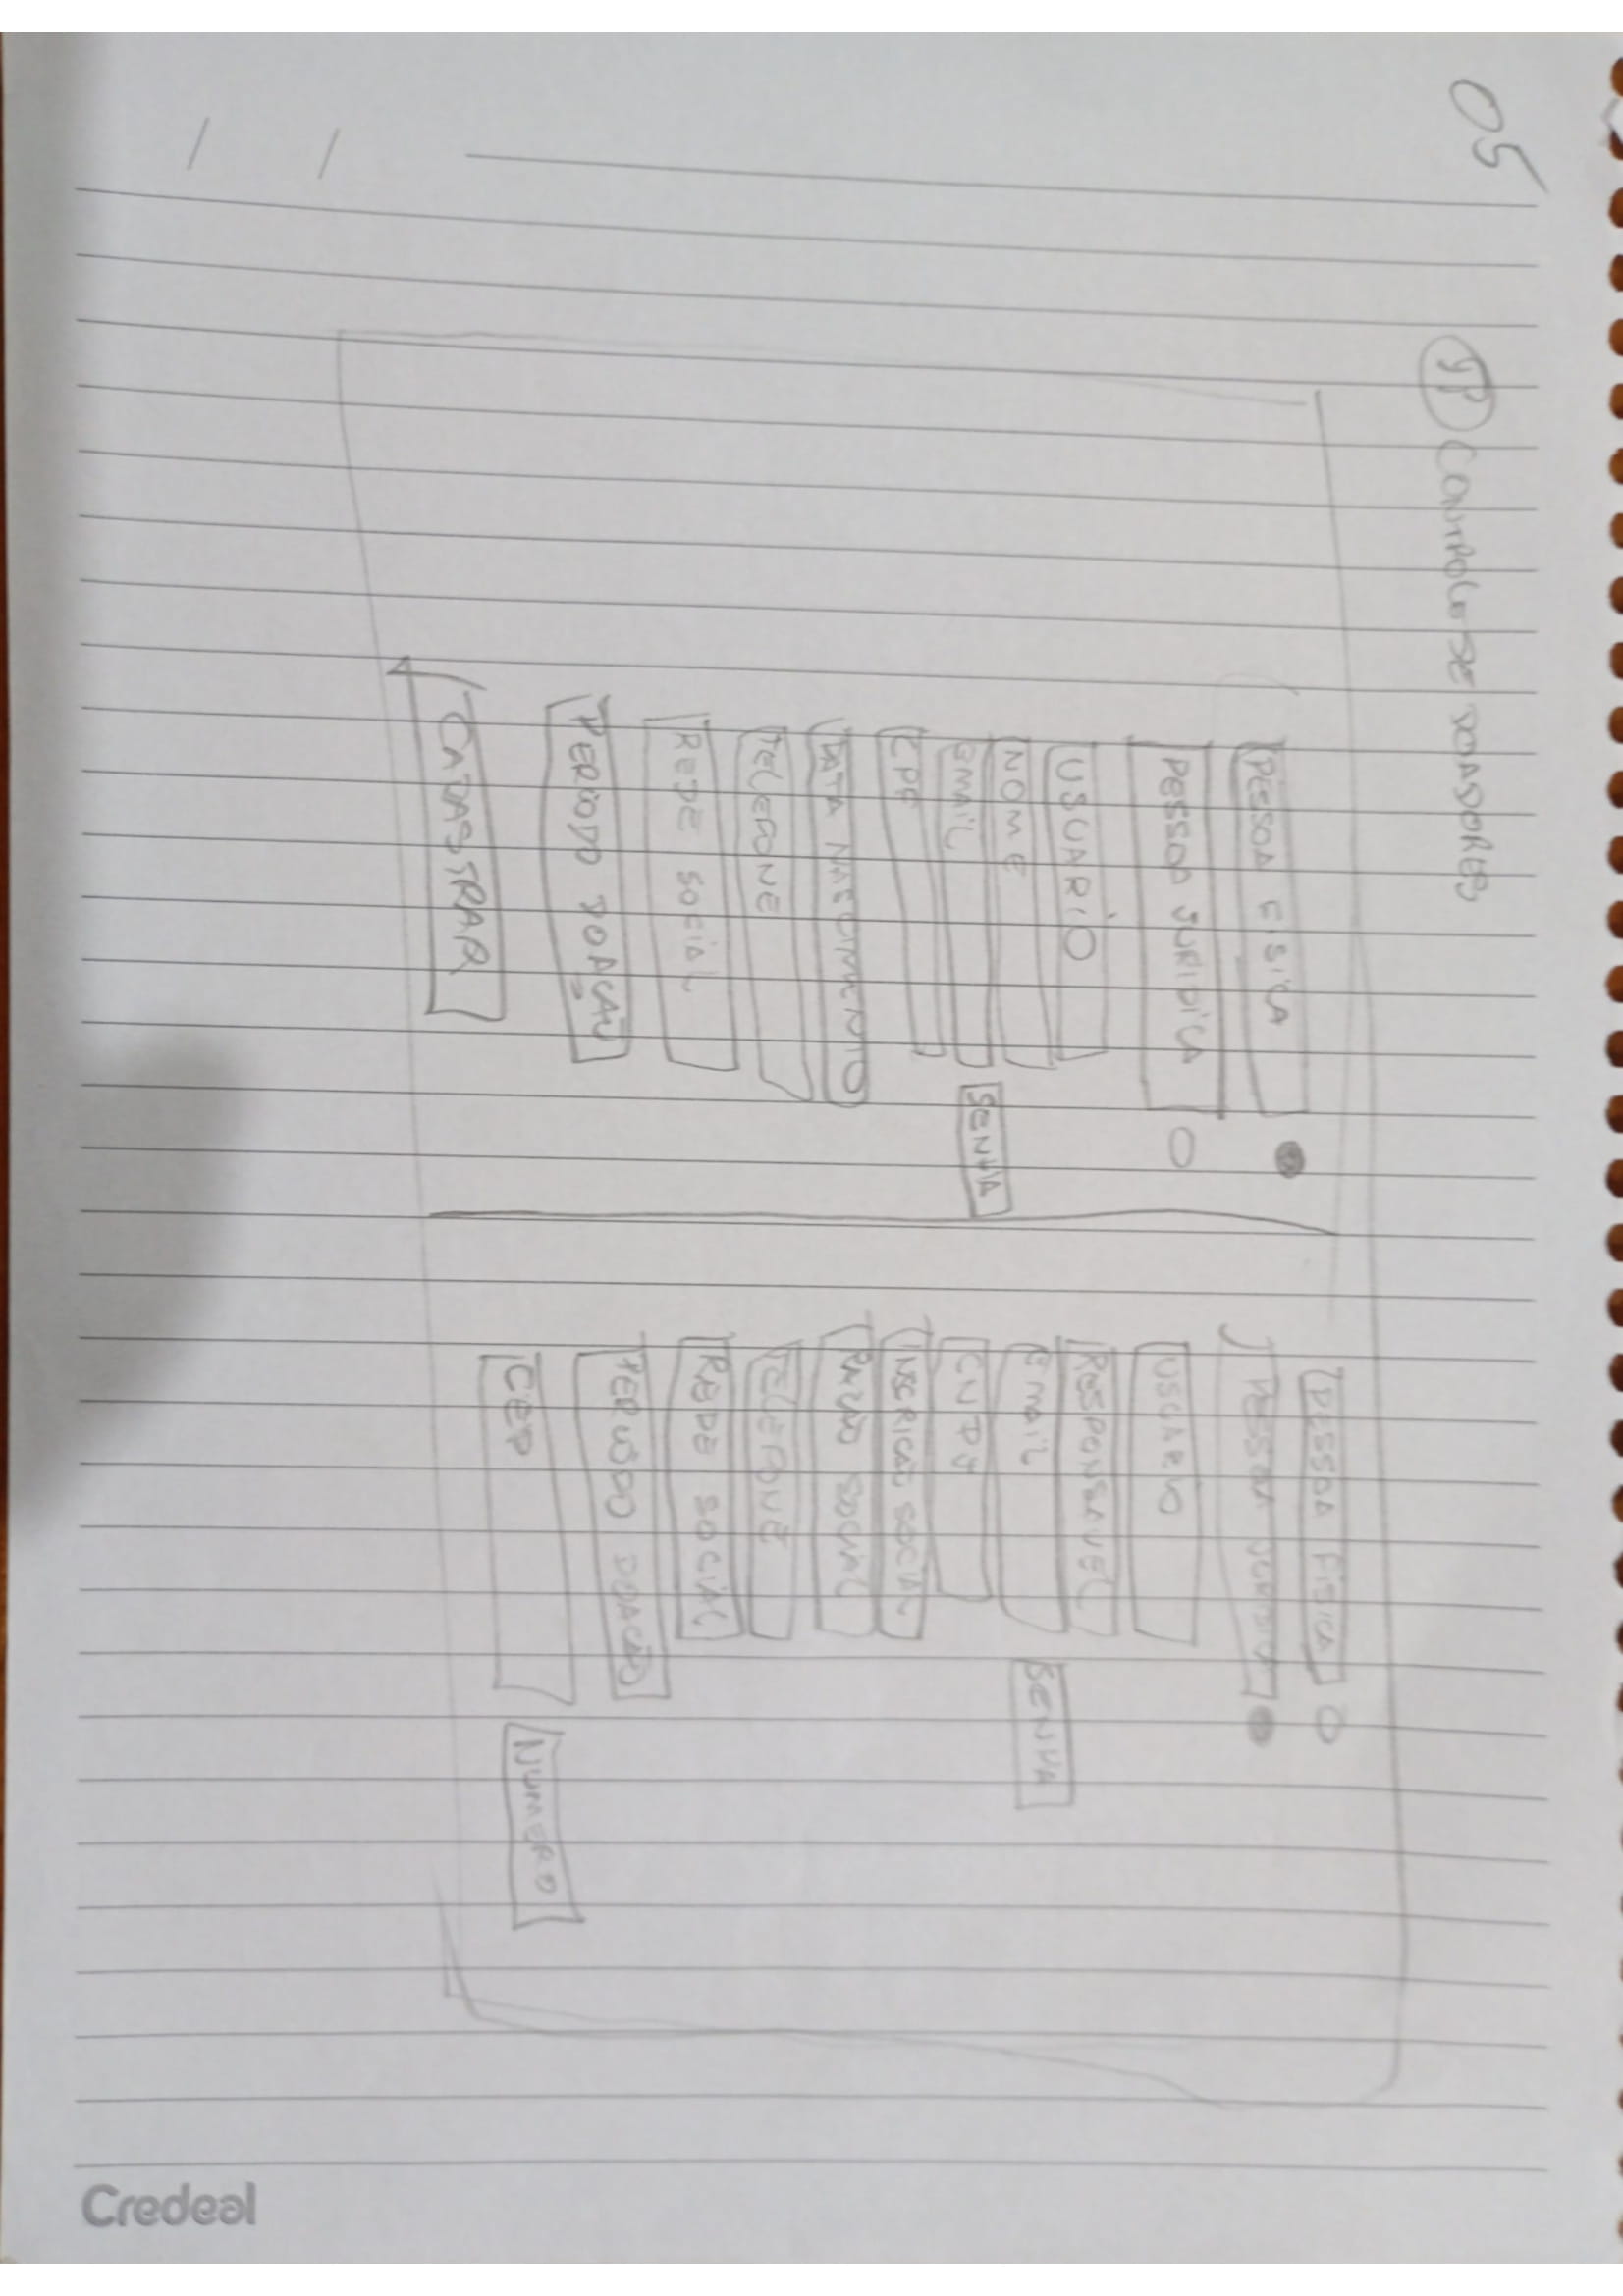 05
CONTROLE DE DOADORES
PESSOA FISICA
PESSOA JURIDICA
USUARIO
NOME
EMAIL
SENHA
CPF
DATA NASCIMENTO
TELEFONE
REDE SOCIAL
PERIODO DOAÇÃO
CADASTRAR
PESSOA FISICA
PESSOA JURIDICA
USUARIO
RESPONSAVEL
EMAIL
SENHA
CNPJ
INSCRICAO SOCIAL
RAZÃO SOCIAL
TELEFONE
REDE SOCIAL
PERIODO DOAÇÃO
CEP
NUMERO
Credeal